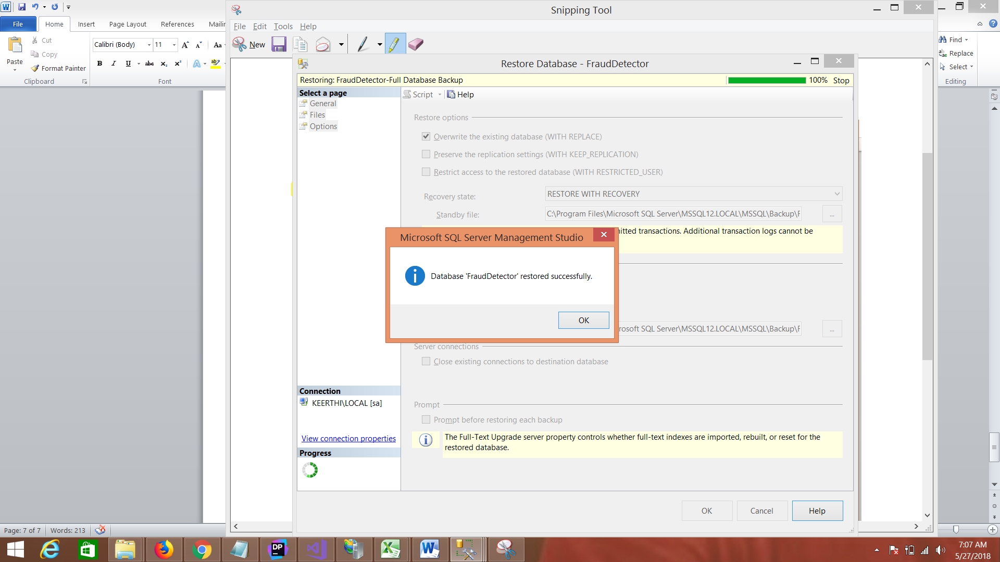 Snipping Tool
File
Home
Insert
Page Layout
References
Mailin
File Edit Tools Help
Cut
Copy
Paste
Format Painter
Clipboard
Calibri (Body)
11
Aa
B I U abc x₂ x²
A
ab
Font
New
Find
Replace
Select
Editing
Restore Database - FraudDetector
Restoring: FraudDetector-Full Database Backup
100% Stop
Select a page
General
Files
Options
Script
Help
Restore options
Overwrite the existing database (WITH REPLACE)
Preserve the replication settings (WITH KEEP_REPLICATION)
Restrict access to the restored database (WITH RESTRICTED_USER)
Recovery state:
RESTORE WITH RECOVERY
Standby file:
C:\Program Files\Microsoft SQL Server\MSSQL12.LOCAL\MSSQL\Backup\F
...
itted transactions. Additional transaction logs cannot be
Microsoft SQL Server Management Studio
Database 'FraudDetector' restored successfully.
OK
rosoft SQL Server\MSSQL12.LOCAL\MSSQL\Backup\F
...
Server connections
Close existing connections to destination database
Connection
KEERTHI\LOCAL [sa]
View connection properties
Progress
Prompt
Prompt before restoring each backup
The Full-Text Upgrade server property controls whether full-text indexes are imported, rebuilt, or reset for the
restored database.
OK
Cancel
Help
Page: 7 of 7
Words: 213
DP
7:07 AM
5/27/2018